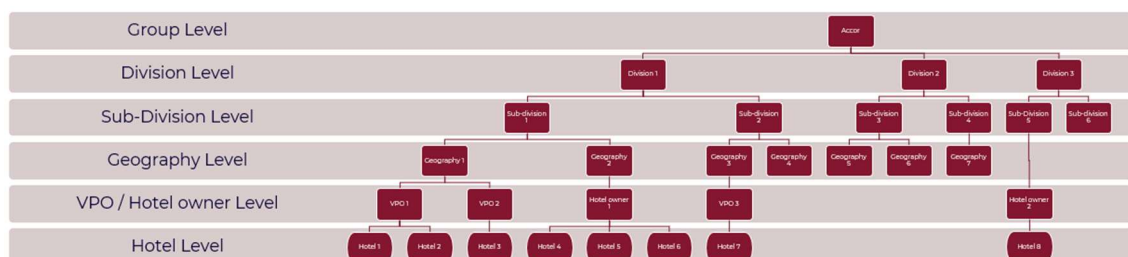 Group Level
Accor
Division Level
Division 1
Division 2
Division 3
Sub-Division Level
Sub-division
1
Sub-division
2
Sub-division
3
Sub-division
4
Sub-Division
5
Sub-division
6
Geography Level
Geography 1
Geography
2
Geography
3
Geography
4
Geography
5
Geography
6
Geography
7
VPO / Hotel owner Level
VPO 1
VPO 2
Hotel owner
1
VPO 3
Hotel owner
2
Hotel Level
Hotel 1
Hotel 2
Hotel 3
Hotel 4
Hotel 5
Hotel 6
Hotel 7
Hotel 8